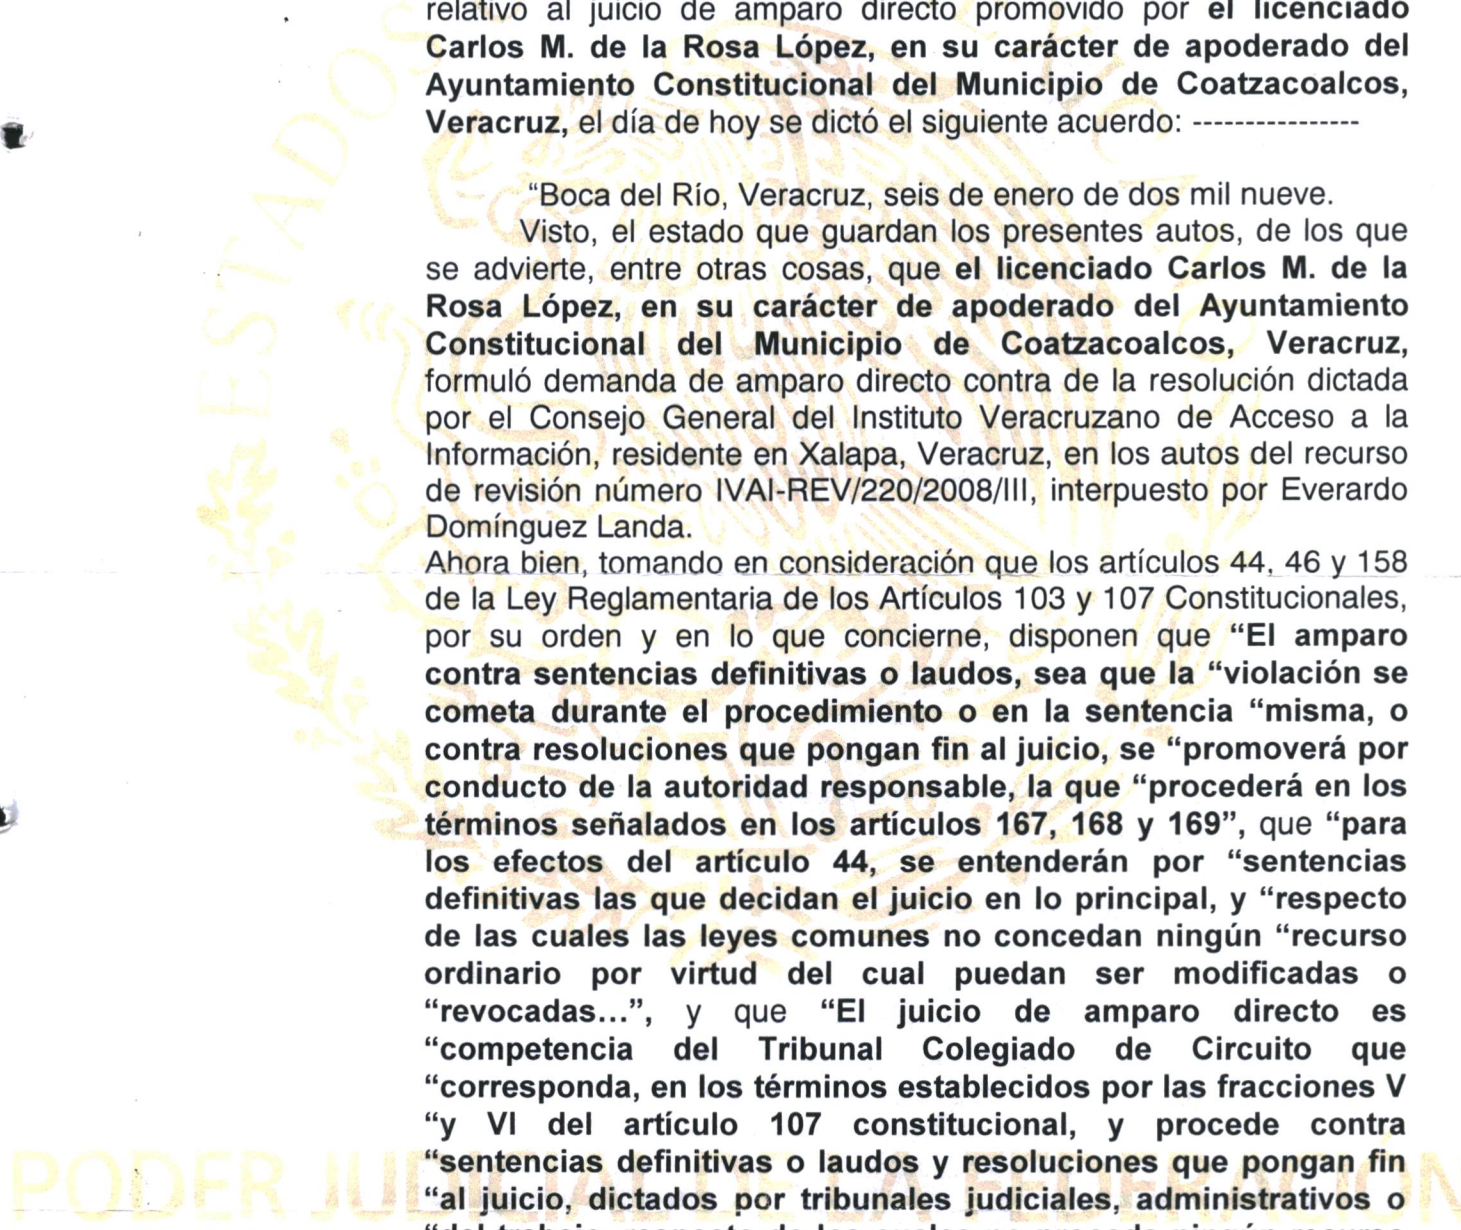 relativo al juicio de amparo directo promovido por el licenciado
Carlos M. de la Rosa López, en su carácter de apoderado del
Ayuntamiento Constitucional del Municipio de Coatzacoalcos,
Veracruz, el día de hoy se dictó el siguiente acuerdo: ----------------
“Boca del Río, Veracruz, seis de enero de dos mil nueve.
Visto, el estado que guardan los presentes autos, de los que
se advierte, entre otras cosas, que el licenciado Carlos M. de la
Rosa López, en su carácter de apoderado del Ayuntamiento
Constitucional del Municipio de Coatzacoalcos, Veracruz,
formuló demanda de amparo directo contra de la resolución dictada
por el Consejo General del Instituto Veracruzano de Acceso a la
Información, residente en Xalapa, Veracruz, en los autos del recurso
de revisión número IVAI-REV/220/2008/III, interpuesto por Everardo
Domínguez Landa.
Ahora bien, tomando en consideración que los artículos 44, 46 y 158
de la Ley Reglamentaria de los Artículos 103 y 107 Constitucionales,
por su orden y en lo que concierne, disponen que “El amparo
contra sentencias definitivas o laudos, sea que la “violación se
cometa durante el procedimiento o en la sentencia “misma, o
contra resoluciones que pongan fin al juicio, se “promoverá por
conducto de la autoridad responsable, la que “procederá en los
términos señalados en los artículos 167, 168 y 169”, que “para
los efectos del artículo 44, se entenderán por “sentencias
definitivas las que decidan el juicio en lo principal, y “respecto
de las cuales las leyes comunes no concedan ningún “recurso
ordinario por virtud del cual puedan ser modificadas o
“revocadas...”, y que “El juicio de amparo directo es
“competencia del Tribunal Colegiado de Circuito que
“corresponda, en los términos establecidos por las fracciones V
“y VI del artículo 107 constitucional, y procede contra
“sentencias definitivas o laudos y resoluciones que pongan fin
“al juicio, dictados por tribunales judiciales, administrativos o
ESTADOS
PODER JUDICIAL DE LA FEDERACIÓN